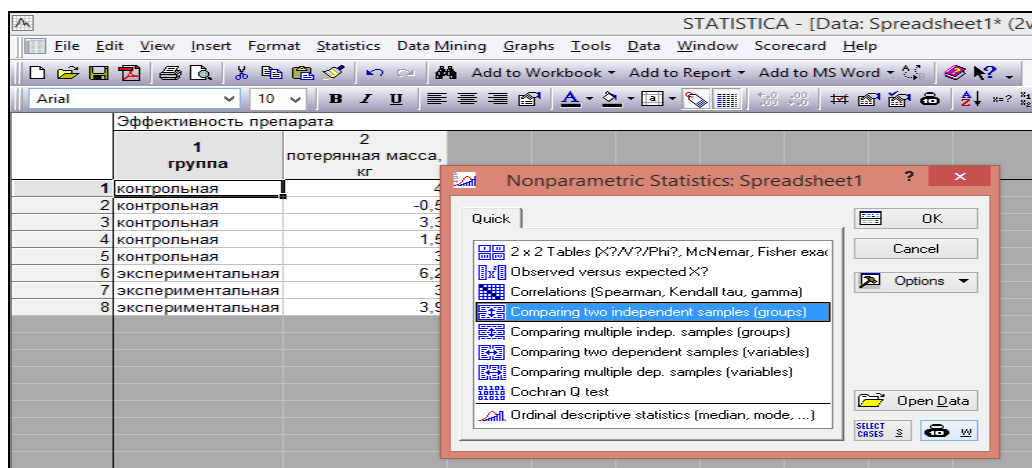 STATISTICA - [Data: Spreadsheet1* (2v
File Edit View Insert Format Statistics Data Mining Graphs Tools Data Window Scorecard Help
Add to Workbook Add to Report Add to MS Word
Arial 10 B I U A
Эффективность препарата
1 группа
2 потерянная масса, кг
1 контрольная 4
2 контрольная -0,5
3 контрольная 3,3
4 контрольная 1,5
5 контрольная 3
6 экспериментальная 6,2
7 экспериментальная 3
8 экспериментальная 3,9
Nonparametric Statistics: Spreadsheet1 ? ×
Quick
2 x 2 Tables (X?/V?/Phi?, McNemar, Fisher exac
Observed versus expected X?
Correlations (Spearman, Kendall tau, gamma)
Comparing two independent samples (groups)
Comparing multiple indep. samples (groups)
Comparing two dependent samples (variables)
Comparing multiple dep. samples (variables)
Cochran Q test
Ordinal descriptive statistics (median, mode, ...)
OK
Cancel
Options
Open Data
SELECT CASES S W